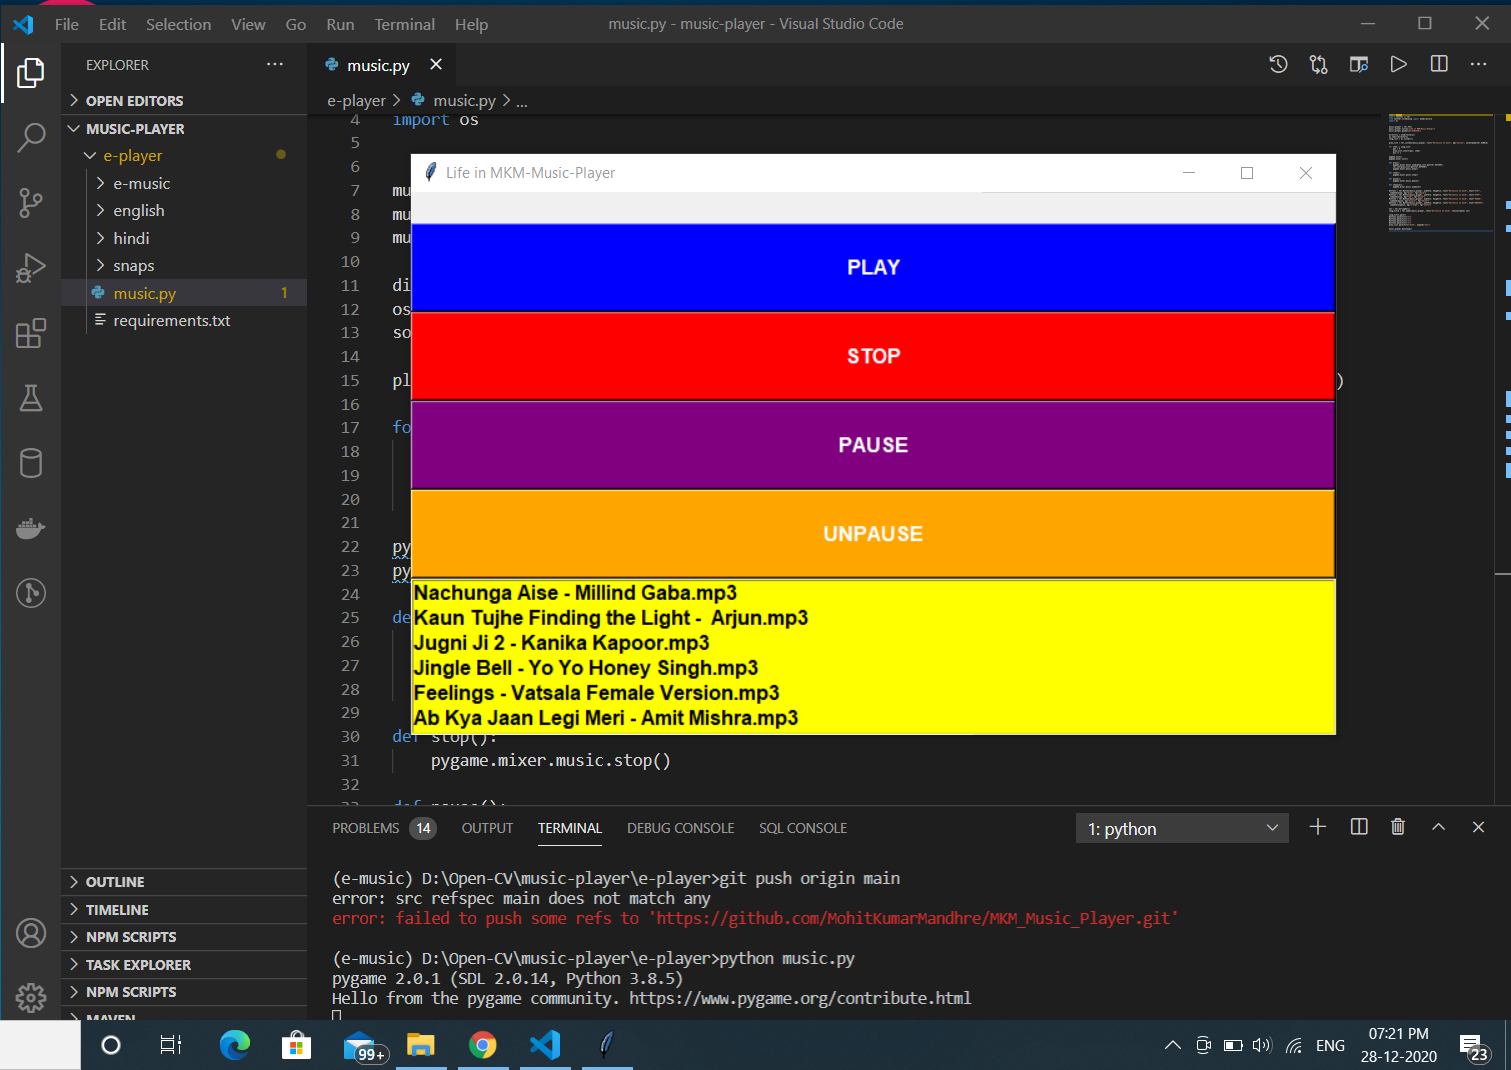 File Edit Selection View Go Run Terminal Help
music.py - music-player - Visual Studio Code
EXPLORER
OPEN EDITORS
MUSIC-PLAYER
e-player
e-music
english
hindi
snaps
music.py 1
requirements.txt
OUTLINE
TIMELINE
NPM SCRIPTS
TASK EXPLORER
NPM SCRIPTS
MAVEN
music.py
e-player > music.py > ...
4 import os
5
6
7 mu
8 mu
9 mu
10
11 di
12 os
13 so
14
15 pl )
16
17 fo
18
19
20
21
22 py
23 py
24
25 de
26
27
28
29
30 def stop():
31 pygame.mixer.music.stop()
32
33 def pause():
Life in MKM-Music-Player
PLAY
STOP
PAUSE
UNPAUSE
Nachunga Aise - Millind Gaba.mp3
Kaun Tujhe Finding the Light -  Arjun.mp3
Jugni Ji 2 - Kanika Kapoor.mp3
Jingle Bell - Yo Yo Honey Singh.mp3
Feelings - Vatsala Female Version.mp3
Ab Kya Jaan Legi Meri - Amit Mishra.mp3
PROBLEMS 14 OUTPUT TERMINAL DEBUG CONSOLE SQL CONSOLE
1: python
(e-music) D:\Open-CV\music-player\e-player>git push origin main
error: src refspec main does not match any
error: failed to push some refs to 'https://github.com/MohitKumarMandhre/MKM_Music_Player.git'
(e-music) D:\Open-CV\music-player\e-player>python music.py
pygame 2.0.1 (SDL 2.0.14, Python 3.8.5)
Hello from the pygame community. https://www.pygame.org/contribute.html
99+
ENG
07:21 PM
28-12-2020
23